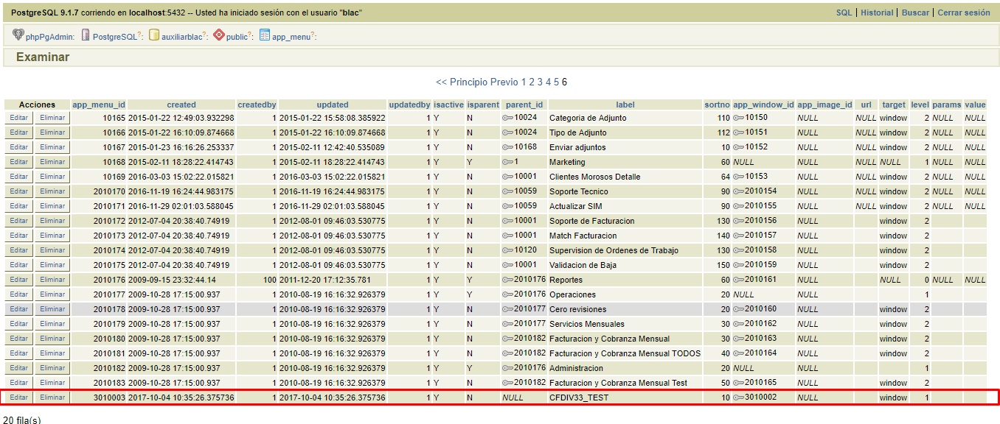 PostgreSQL 9.1.7 corriendo en localhost:5432 -- Usted ha iniciado sesión con el usuario "blac"
SQL | Historial | Buscar | Cerrar sesión
phpPgAdmin: PostgreSQL?: auxiliarblac?: public?: app_menu?:
Examinar
<< Principio Previo 1 2 3 4 5 6
Acciones app_menu_id created createdby updated updatedby isactive isparent parent_id label sortno app_window_id app_image_id url target level params value
Editar Eliminar 10165 2015-01-22 12:49:03.932298 1 2015-01-22 15:58:08.385922 1 Y N 10024 Categoria de Adjunto 110 10150 NULL NULL window 2 NULL NULL
Editar Eliminar 10166 2015-01-22 16:10:09.874668 1 2015-01-22 16:10:09.874668 1 Y N 10024 Tipo de Adjunto 112 10151 NULL NULL window 2 NULL NULL
Editar Eliminar 10167 2015-01-23 16:16:26.253337 1 2015-02-11 12:42:40.535089 1 Y N 10168 Enviar adjuntos 10 10152 NULL NULL window 2 NULL NULL
Editar Eliminar 10168 2015-02-11 18:28:22.414743 1 2015-02-11 18:28:22.414743 1 Y Y 1 Marketing 60 NULL NULL NULL NULL 1 NULL NULL
Editar Eliminar 10169 2016-03-03 15:02:22.015821 1 2016-03-03 15:02:22.015821 1 Y N 10001 Clientes Morosos Detalle 64 10153 NULL NULL window 2 NULL NULL
Editar Eliminar 2010170 2016-11-19 16:24:44.983175 1 2016-11-19 16:24:44.983175 1 Y N 10059 Soporte Tecnico 90 2010154 NULL NULL window 2 NULL NULL
Editar Eliminar 2010171 2016-11-29 02:01:03.588045 1 2016-11-29 02:01:03.588045 1 Y N 10059 Actualizar SIM 90 2010155 NULL NULL window 2 NULL NULL
Editar Eliminar 2010172 2012-07-04 20:38:40.74919 1 2012-08-01 09:46:03.530775 1 Y N 10001 Soporte de Facturacion 130 2010156 NULL window 2
Editar Eliminar 2010173 2012-07-04 20:38:40.74919 1 2012-08-01 09:46:03.530775 1 Y N 10001 Match Facturacion 140 2010157 NULL window 2
Editar Eliminar 2010174 2012-07-04 20:38:40.74919 1 2012-08-01 09:46:03.530775 1 Y N 10120 Supervision de Ordenes de Trabajo 130 2010158 NULL window 2
Editar Eliminar 2010175 2012-07-04 20:38:40.74919 1 2012-08-01 09:46:03.530775 1 Y N 10001 Validacion de Baja 150 2010159 NULL window 2
Editar Eliminar 2010176 2009-09-15 23:32:44.14 100 2011-12-20 17:12:35.781 1 Y Y 2010176 Reportes 60 2010161 NULL NULL 0 NULL NULL
Editar Eliminar 2010177 2009-10-28 17:15:00.937 1 2010-08-19 16:16:32.926379 1 Y Y 2010176 Operaciones 20 NULL NULL 1
Editar Eliminar 2010178 2009-10-28 17:15:00.937 1 2010-08-19 16:16:32.926379 1 Y N 2010177 Cero revisiones 20 2010160 NULL window 2
Editar Eliminar 2010179 2009-10-28 17:15:00.937 1 2010-08-19 16:16:32.926379 1 Y N 2010177 Servicios Mensuales 30 2010162 NULL window 2
Editar Eliminar 2010180 2009-10-28 17:15:00.937 1 2010-08-19 16:16:32.926379 1 Y N 2010182 Facturacion y Cobranza Mensual 30 2010163 NULL window 2
Editar Eliminar 2010181 2009-10-28 17:15:00.937 1 2010-08-19 16:16:32.926379 1 Y N 2010182 Facturacion y Cobranza Mensual TODOS 40 2010164 NULL window 2
Editar Eliminar 2010182 2009-10-28 17:15:00.937 1 2010-08-19 16:16:32.926379 1 Y Y 2010176 Administracion 20 NULL NULL 1
Editar Eliminar 2010183 2009-10-28 17:15:00.937 1 2010-08-19 16:16:32.926379 1 Y N 2010182 Facturacion y Cobranza Mensual Test 50 2010165 NULL window 2
Editar Eliminar 3010003 2017-10-04 10:35:26.375736 1 2017-10-04 10:35:26.375736 1 Y N NULL CFDIV33_TEST 10 3010002 NULL window 1
20 fila(s)